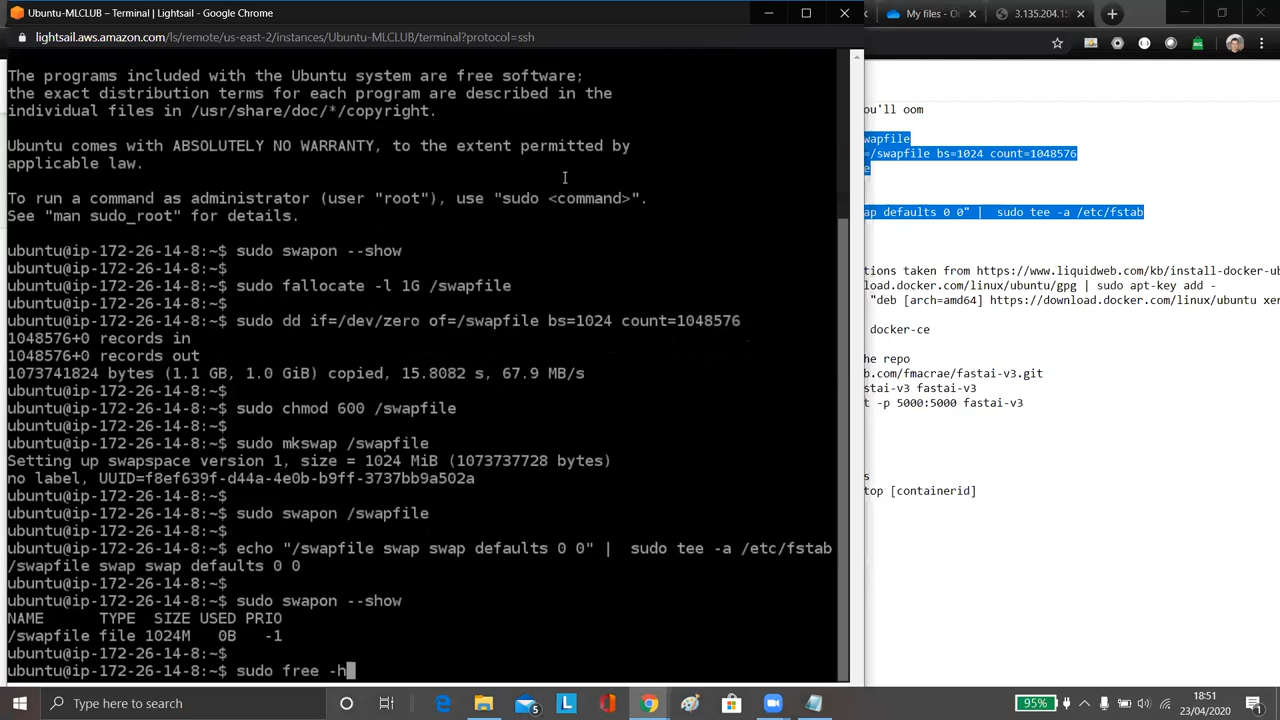 Ubuntu-MLCLUB – Terminal | Lightsail - Google Chrome
My files - On
3.135.204.15
lightsail.aws.amazon.com/ls/remote/us-east-2/instances/Ubuntu-MLCLUB/terminal?protocol=ssh
The programs included with the Ubuntu system are free software;
the exact distribution terms for each program are described in the
individual files in /usr/share/doc/*/copyright.
Ubuntu comes with ABSOLUTELY NO WARRANTY, to the extent permitted by
applicable law.
To run a command as administrator (user "root"), use "sudo <command>".
See "man sudo_root" for details.
ubuntu@ip-172-26-14-8:~$ sudo swapon --show
ubuntu@ip-172-26-14-8:~$
ubuntu@ip-172-26-14-8:~$ sudo fallocate -l 1G /swapfile
ubuntu@ip-172-26-14-8:~$
ubuntu@ip-172-26-14-8:~$ sudo dd if=/dev/zero of=/swapfile bs=1024 count=1048576
1048576+0 records in
1048576+0 records out
1073741824 bytes (1.1 GB, 1.0 GiB) copied, 15.8082 s, 67.9 MB/s
ubuntu@ip-172-26-14-8:~$
ubuntu@ip-172-26-14-8:~$ sudo chmod 600 /swapfile
ubuntu@ip-172-26-14-8:~$
ubuntu@ip-172-26-14-8:~$ sudo mkswap /swapfile
Setting up swapspace version 1, size = 1024 MiB (1073737728 bytes)
no label, UUID=f8ef639f-d44a-4e0b-b9ff-3737bb9a502a
ubuntu@ip-172-26-14-8:~$
ubuntu@ip-172-26-14-8:~$ sudo swapon /swapfile
ubuntu@ip-172-26-14-8:~$
ubuntu@ip-172-26-14-8:~$ echo "/swapfile swap swap defaults 0 0" |  sudo tee -a /etc/fstab
/swapfile swap swap defaults 0 0
ubuntu@ip-172-26-14-8:~$
ubuntu@ip-172-26-14-8:~$ sudo swapon --show
NAME      TYPE  SIZE USED PRIO
/swapfile file 1024M   0B   -1
ubuntu@ip-172-26-14-8:~$
ubuntu@ip-172-26-14-8:~$ sudo free -h
ou'll oom
wapfile
=/swapfile bs=1024 count=1048576
e
ap defaults 0 0" |  sudo tee -a /etc/fstab
tions taken from https://www.liquidweb.com/kb/install-docker-ub
load.docker.com/linux/ubuntu/gpg | sudo apt-key add -
"deb [arch=amd64] https://download.docker.com/linux/ubuntu xen
docker-ce
he repo
b.com/fmacrae/fastai-v3.git
stai-v3 fastai-v3
t -p 5000:5000 fastai-v3
s
top [containerid]
Type here to search
L
5
95%
18:51
23/04/2020
1